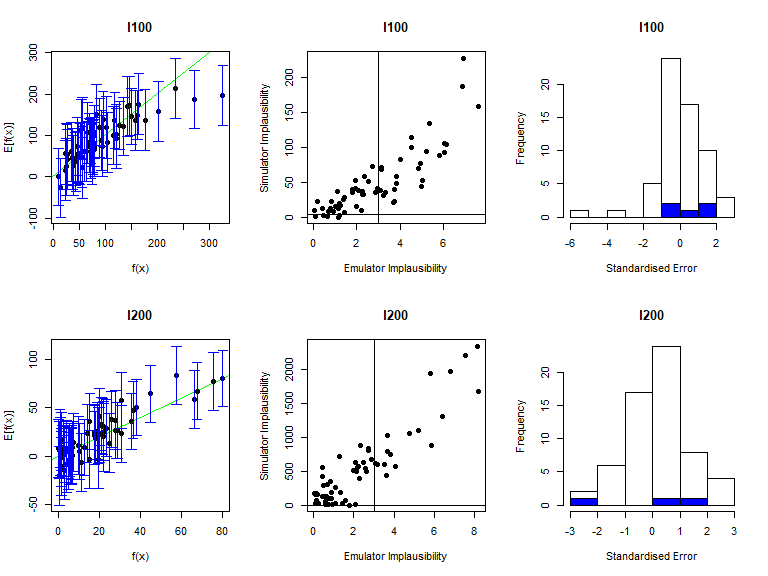 I100
E[f(x)]
-100 0 100 200 300
0 50 100 150 200 250 300
f(x)
I100
Simulator Implausibility
0 50 100 150 200
0 2 4 6
Emulator Implausibility
I100
Frequency
0 5 10 15 20
-6 -4 -2 0 2
Standardised Error
I200
E[f(x)]
-50 0 50 100
0 20 40 60 80
f(x)
I200
Simulator Implausibility
0 500 1000 1500 2000
0 2 4 6 8
Emulator Implausibility
I200
Frequency
0 5 10 15 20
-3 -2 -1 0 1 2 3
Standardised Error